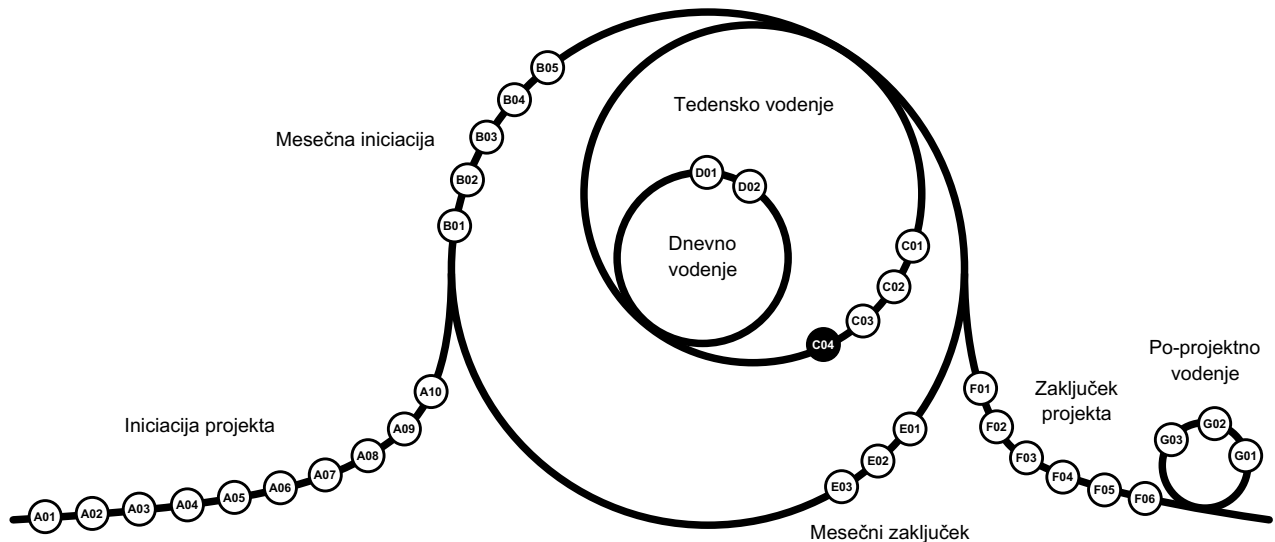 B05
B04
B03
B02
B01
Mesečna iniciacija
Tedensko vodenje
D01
D02
Dnevno
vodenje
C01
C02
C03
C04
A10
A09
A08
A07
A06
A05
A04
A03
A02
A01
Iniciacija projekta
E01
E02
E03
Mesečni zaključek
F01
F02
F03
F04
F05
F06
Zaključek
projekta
Po-projektno
vodenje
G03
G02
G01